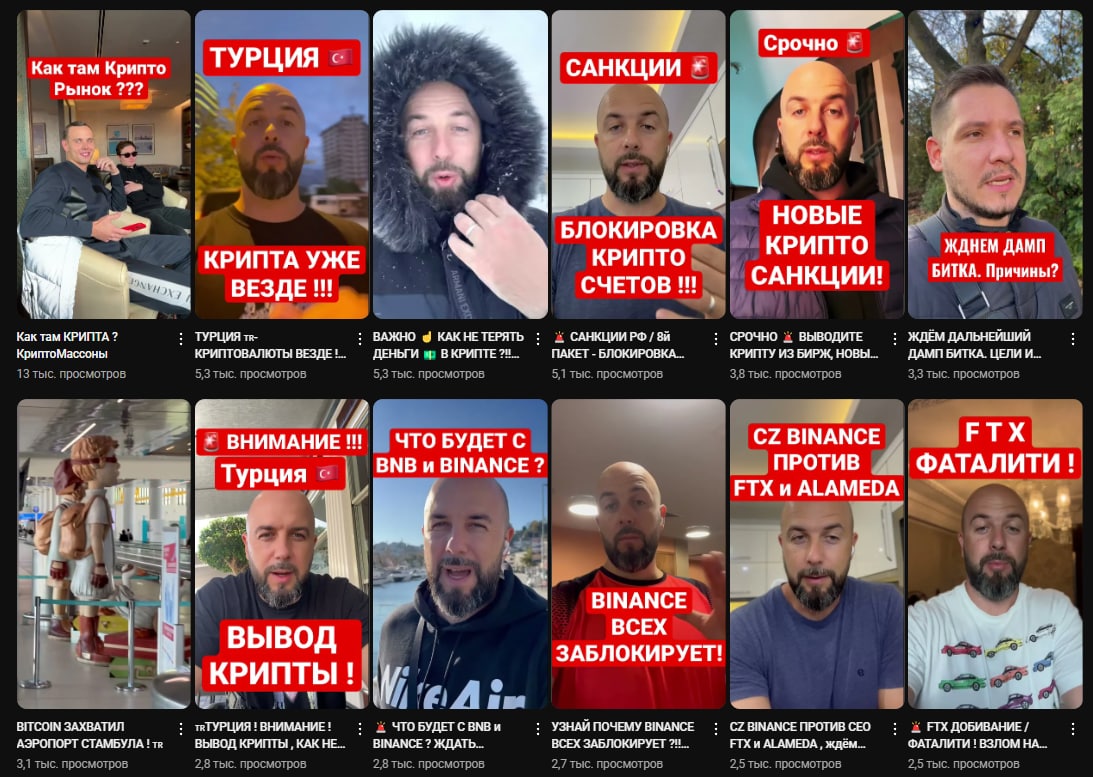 Как там Крипто
Рынок ???
ТУРЦИЯ 🇹🇷
КРИПТА УЖЕ
ВЕЗДЕ !!!
ARMANI EXC
САНКЦИИ 🚨
БЛОКИРОВКА
КРИПТО
СЧЕТОВ !!!
Срочно 🚨
НОВЫЕ
КРИПТО
САНКЦИИ!
ЖДНЕМ ДАМП
БИТКА. Причины?
EXCHANGE
Как там КРИПТА ?
КриптоМассоны
13 тыс. просмотров
ТУРЦИЯ 🇹🇷-
КРИПТОВАЛЮТЫ ВЕЗДЕ !...
5,3 тыс. просмотров
ВАЖНО ☝️ КАК НЕ ТЕРЯТЬ
ДЕНЬГИ 💵 В КРИПТЕ ?!!...
5,3 тыс. просмотров
🚨 САНКЦИИ РФ / 8й
ПАКЕТ - БЛОКИРОВКА...
5,1 тыс. просмотров
СРОЧНО 🚨 ВЫВОДИТЕ
КРИПТУ ИЗ БИРЖ, НОВЫ...
3,8 тыс. просмотров
ЖДЁМ ДАЛЬНЕЙШИЙ
ДАМП БИТКА. ЦЕЛИ И...
3,3 тыс. просмотров
🚨 ВНИМАНИЕ !!!
Турция 🇹🇷
ВЫВОД
КРИПТЫ !
ЧТО БУДЕТ С
BNB и BINANCE ?
Nike Air
BINANCE
ВСЕХ
ЗАБЛОКИРУЕТ!
CZ BINANCE
ПРОТИВ
FTX и ALAMEDA
F T X
ФАТАЛИТИ !
BITCOIN ЗАХВАТИЛ
АЭРОПОРТ СТАМБУЛА ! 🇹🇷
3,1 тыс. просмотров
🇹🇷ТУРЦИЯ ! ВНИМАНИЕ !
ВЫВОД КРИПТЫ , КАК НЕ...
2,8 тыс. просмотров
🚨 ЧТО БУДЕТ С BNB и
BINANCE ? ЖДАТЬ...
2,8 тыс. просмотров
УЗНАЙ ПОЧЕМУ BINANCE
ВСЕХ ЗАБЛОКИРУЕТ ?!!...
2,7 тыс. просмотров
CZ BINANCE ПРОТИВ CEO
FTX и ALAMEDA , ждём...
2,5 тыс. просмотров
🚨 FTX ДОБИВАНИЕ /
ФАТАЛИТИ ! ВЗЛОМ НА...
2,5 тыс. просмотров